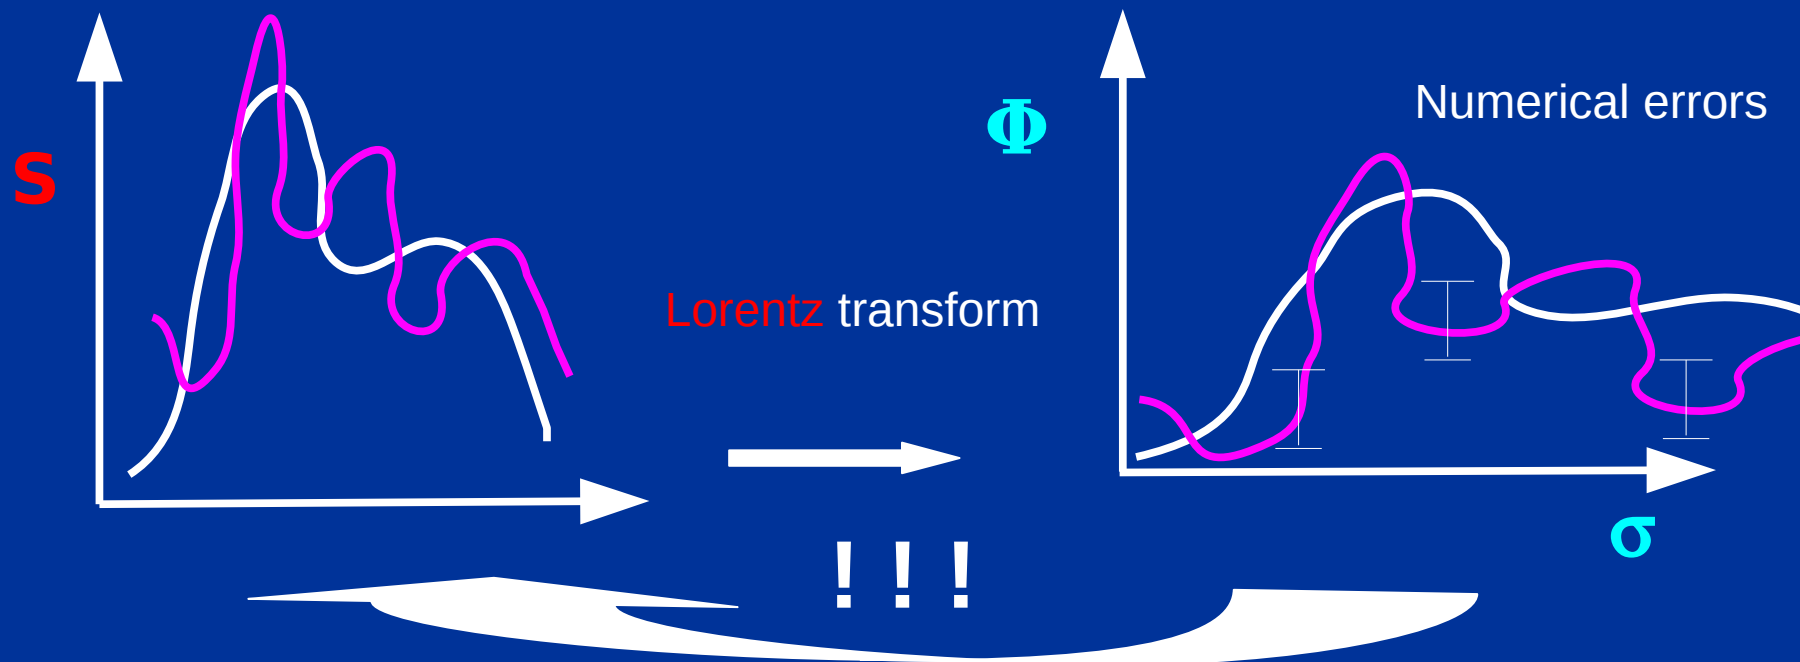 S
Φ
Numerical errors
Lorentz transform
σ
! ! !